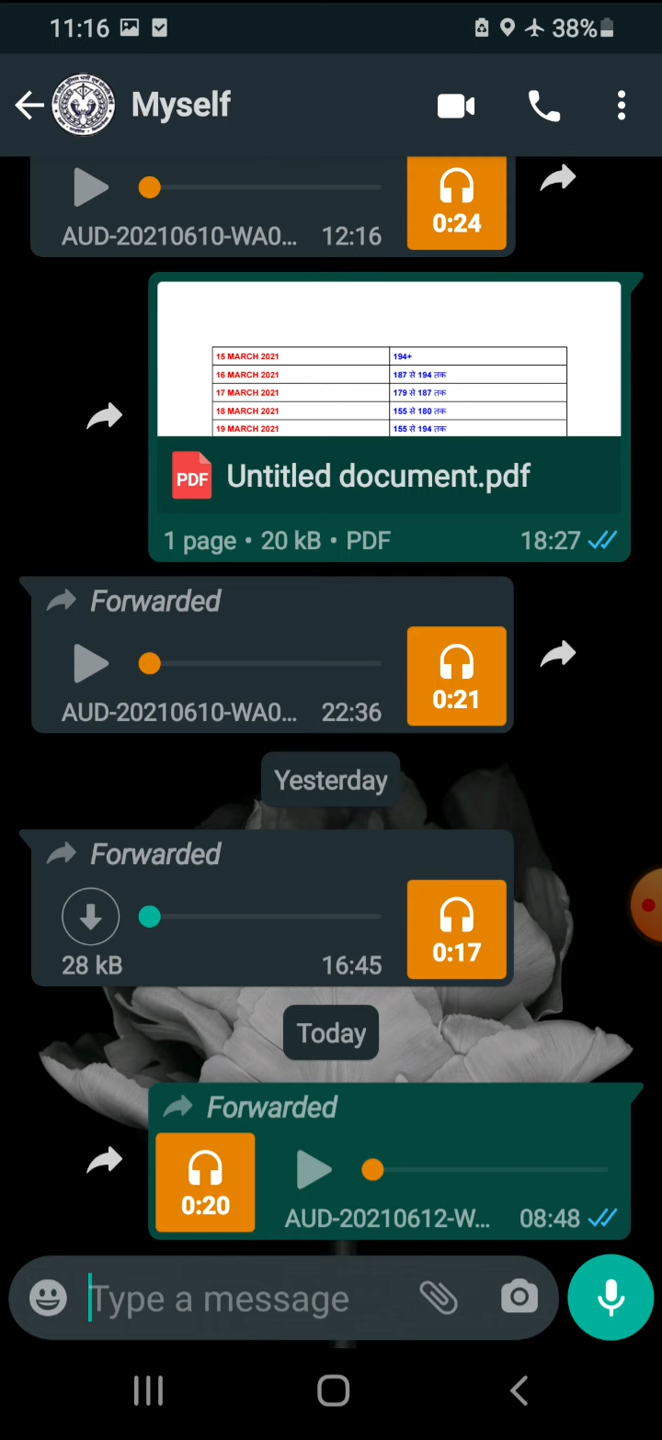 11:16
38%
Myself
0:24
AUD-20210610-WA0... 12:16
15 MARCH 2021 194+
16 MARCH 2021 187 से 194 तक
17 MARCH 2021 179 से 187 तक
18 MARCH 2021 155 से 180 तक
19 MARCH 2021 155 से 194 तक
PDF Untitled document.pdf
1 page • 20 kB • PDF 18:27
Forwarded
0:21
AUD-20210610-WA0... 22:36
Yesterday
Forwarded
0:17
28 kB 16:45
Today
Forwarded
0:20
AUD-20210612-W... 08:48
Type a message